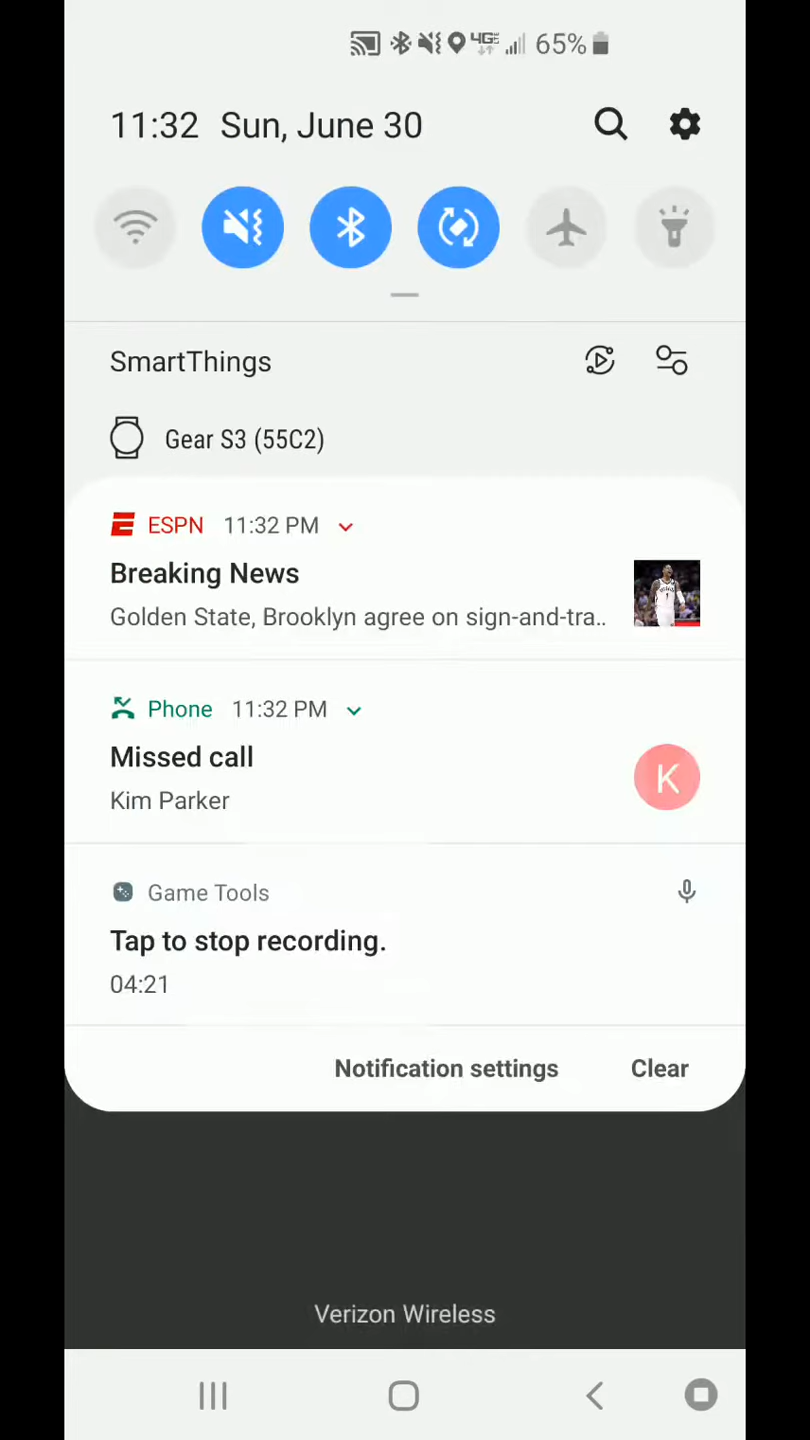 4GLTE 65%
11:32 Sun, June 30
SmartThings
Gear S3 (55C2)
ESPN 11:32 PM
Breaking News
Golden State, Brooklyn agree on sign-and-tra..
Phone 11:32 PM
Missed call
Kim Parker
K
Game Tools
Tap to stop recording.
04:21
Notification settings Clear
Verizon Wireless